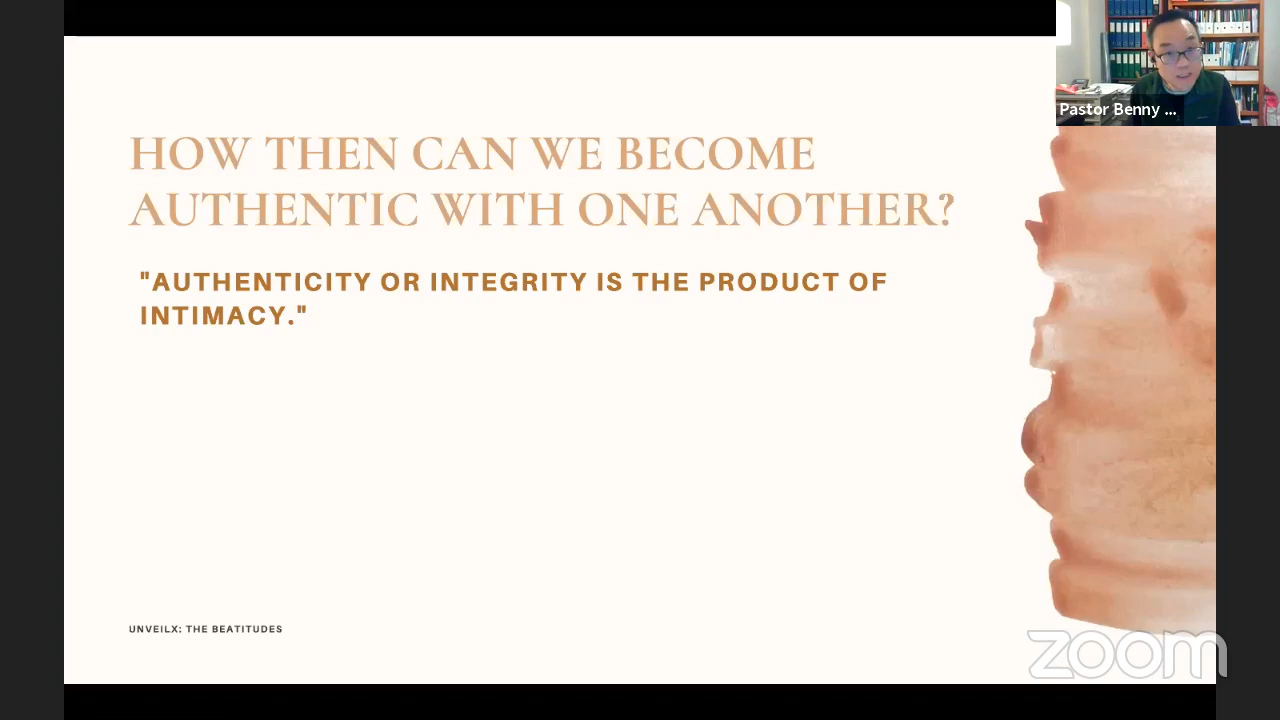 Pastor Benny ...
HOW THEN CAN WE BECOME
AUTHENTIC WITH ONE ANOTHER?
"AUTHENTICITY OR INTEGRITY IS THE PRODUCT OF
INTIMACY."
UNVEILX: THE BEATITUDES
zoom